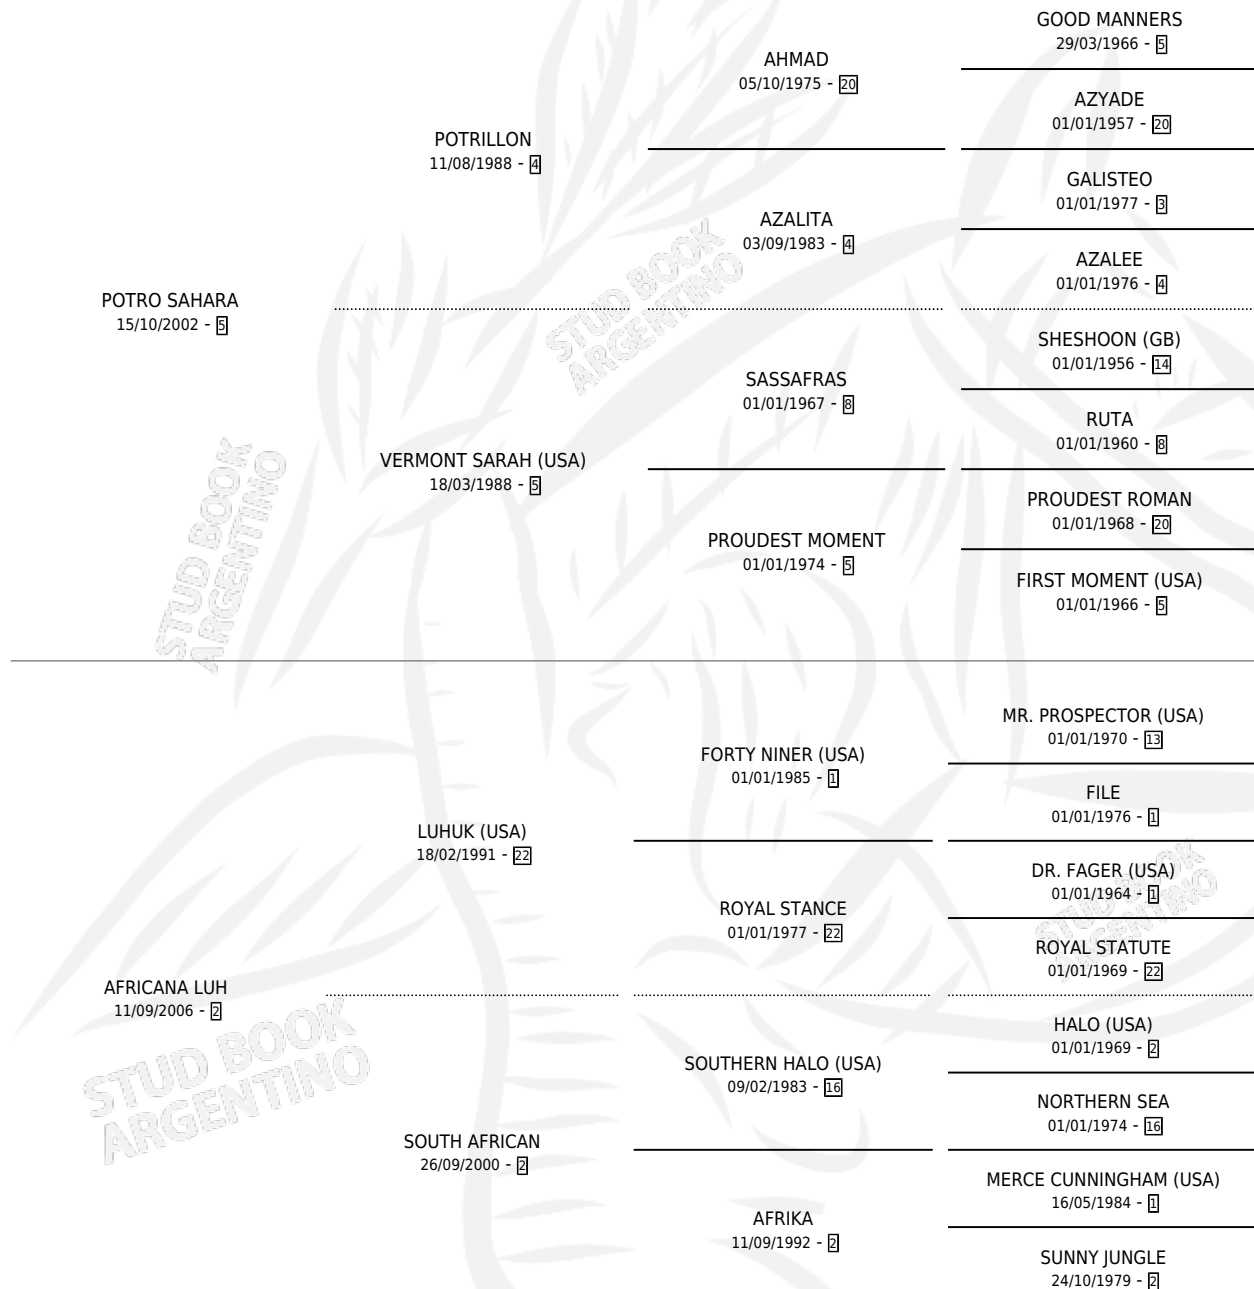 GOOD MANNERS
29/03/1966 - 5
AHMAD
05/10/1975 - 20
AZYADE
01/01/1957 - 20
POTRILLON
11/08/1988 - 4
GALISTEO
01/01/1977 - 3
AZALITA
03/09/1983 - 4
AZALEE
01/01/1976 - 4
POTRO SAHARA
15/10/2002 - 5
STUD BOOK
ARGENTINO
SHESHOON (GB)
01/01/1956 - 14
SASSAFRAS
01/01/1967 - 8
RUTA
01/01/1960 - 8
VERMONT SARAH (USA)
18/03/1988 - 5
PROUDEST ROMAN
01/01/1968 - 20
PROUDEST MOMENT
01/01/1974 - 5
FIRST MOMENT (USA)
01/01/1966 - 5
STUD BOOK
ARGENTINO
MR. PROSPECTOR (USA)
01/01/1970 - 13
FORTY NINER (USA)
01/01/1985 - 1
FILE
01/01/1976 - 1
LUHUK (USA)
18/02/1991 - 22
DR. FAGER (USA)
01/01/1964 - 1
ROYAL STANCE
01/01/1977 - 22
STUD BOOK
ARGENTINO
ROYAL STATUTE
01/01/1969 - 22
AFRICANA LUH
11/09/2006 - 2
STUD BOOK
ARGENTINO
HALO (USA)
01/01/1969 - 2
SOUTHERN HALO (USA)
09/02/1983 - 16
NORTHERN SEA
01/01/1974 - 16
SOUTH AFRICAN
26/09/2000 - 2
MERCE CUNNINGHAM (USA)
16/05/1984 - 1
AFRIKA
11/09/1992 - 2
SUNNY JUNGLE
24/10/1979 - 2